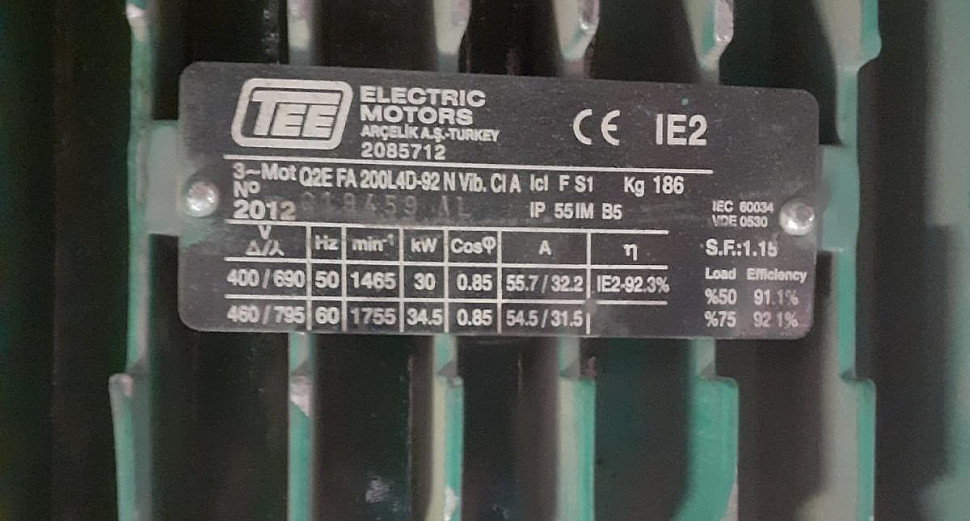 TEE
ELECTRIC
MOTORS
ARÇELİK A.Ş.-TURKEY
2085712
CE IE2
3~Mot Q2E FA 200L4D-92 N Vib. Cl A Icl F S1 Kg 186
Nº
2012 019459 AL IP 55 IM B5
IEC 60034
VDE 0530
V Δ/⅄ Hz min⁻¹ kW Cosφ A η
400/690 50 1465 30 0.85 55.7/32.2 IE2-92.3%
460/795 60 1755 34.5 0.85 54.5/31.5
S.F.:1.15
Load Efficiency
%50 91.1%
%75 92.1%